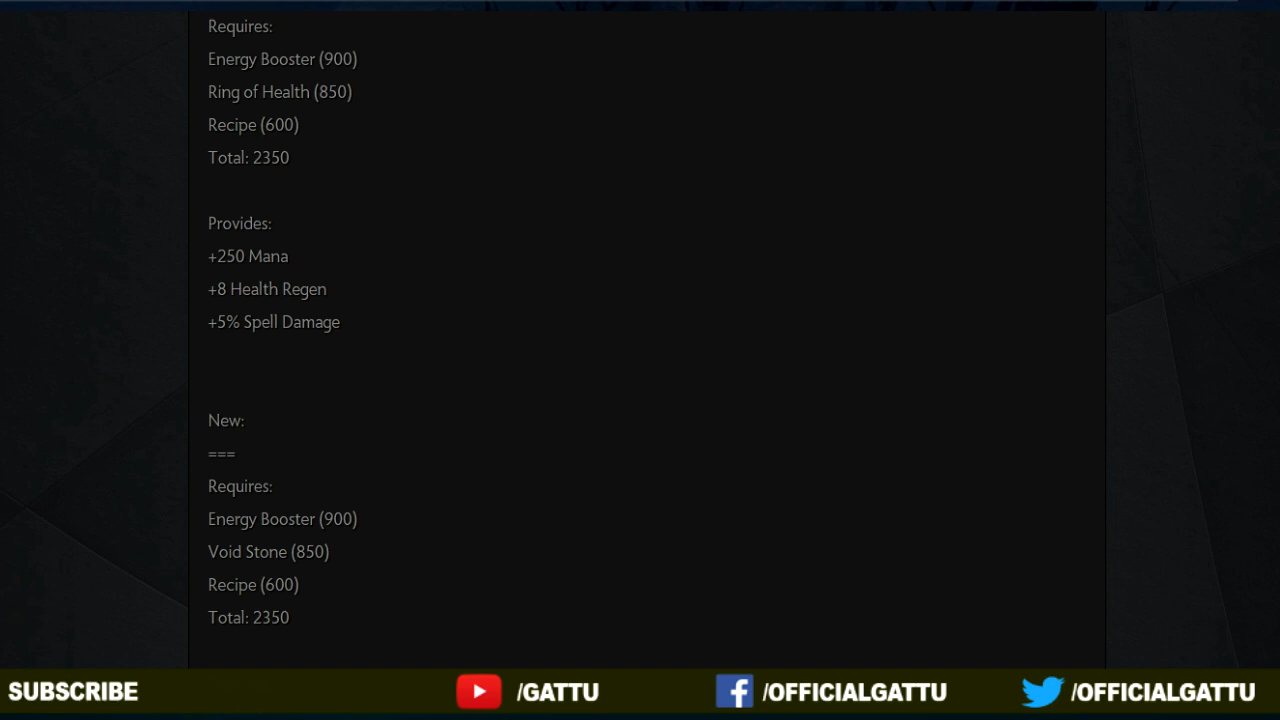 Requires:
Energy Booster (900)
Ring of Health (850)
Recipe (600)
Total: 2350
Provides:
+250 Mana
+8 Health Regen
+5% Spell Damage
New:
===
Requires:
Energy Booster (900)
Void Stone (850)
Recipe (600)
Total: 2350
SUBSCRIBE /GATTU /OFFICIALGATTU /OFFICIALGATTU